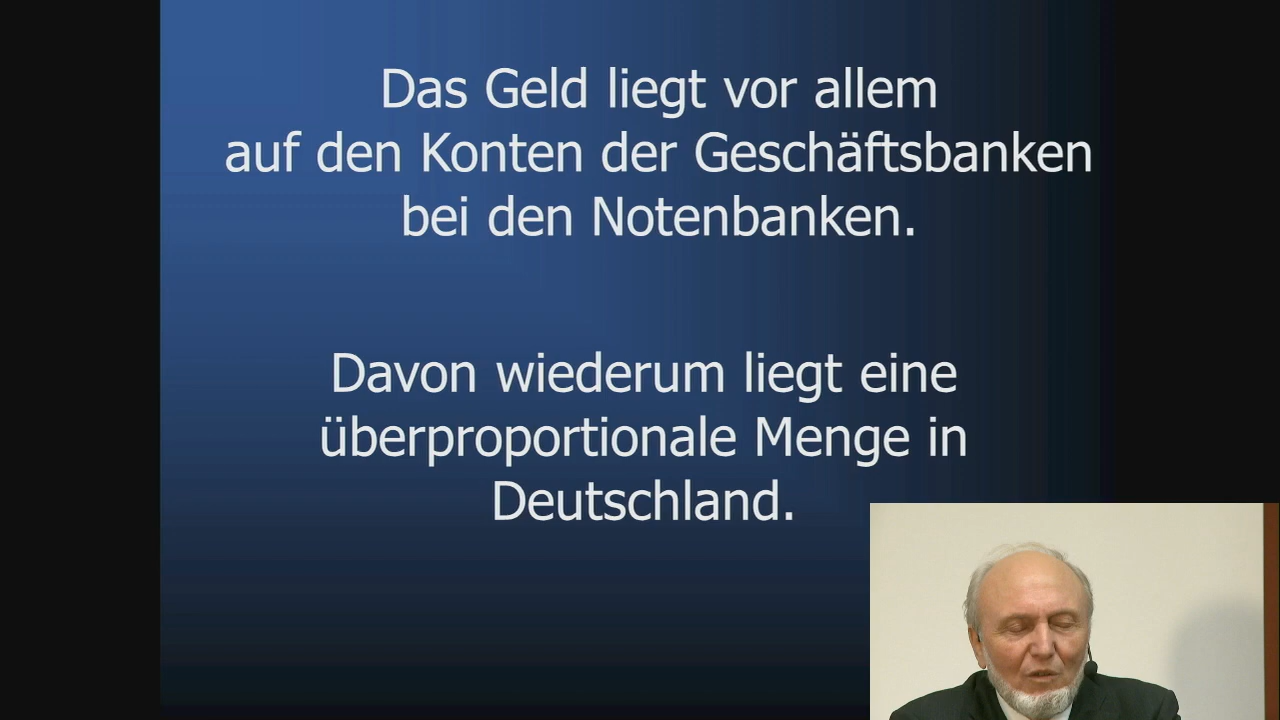 Das Geld liegt vor allem
auf den Konten der Geschäftsbanken
bei den Notenbanken.
Davon wiederum liegt eine
überproportionale Menge in
Deutschland.